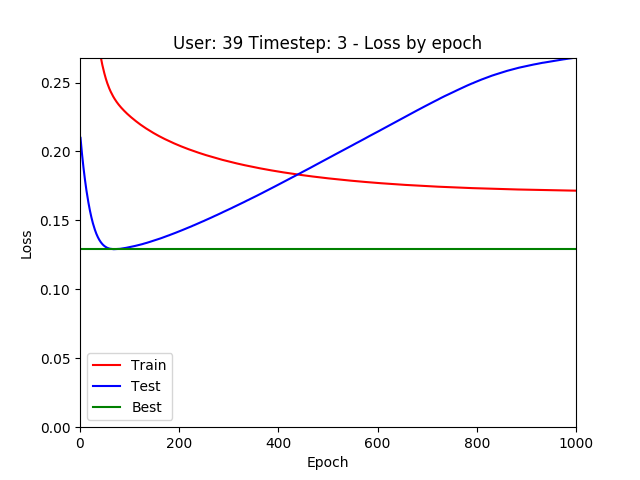 User: 39 Timestep: 3 - Loss by epoch
Loss
0.25
0.20
0.15
0.10
0.05
0.00
Train
Test
Best
0 200 400 600 800 1000
Epoch